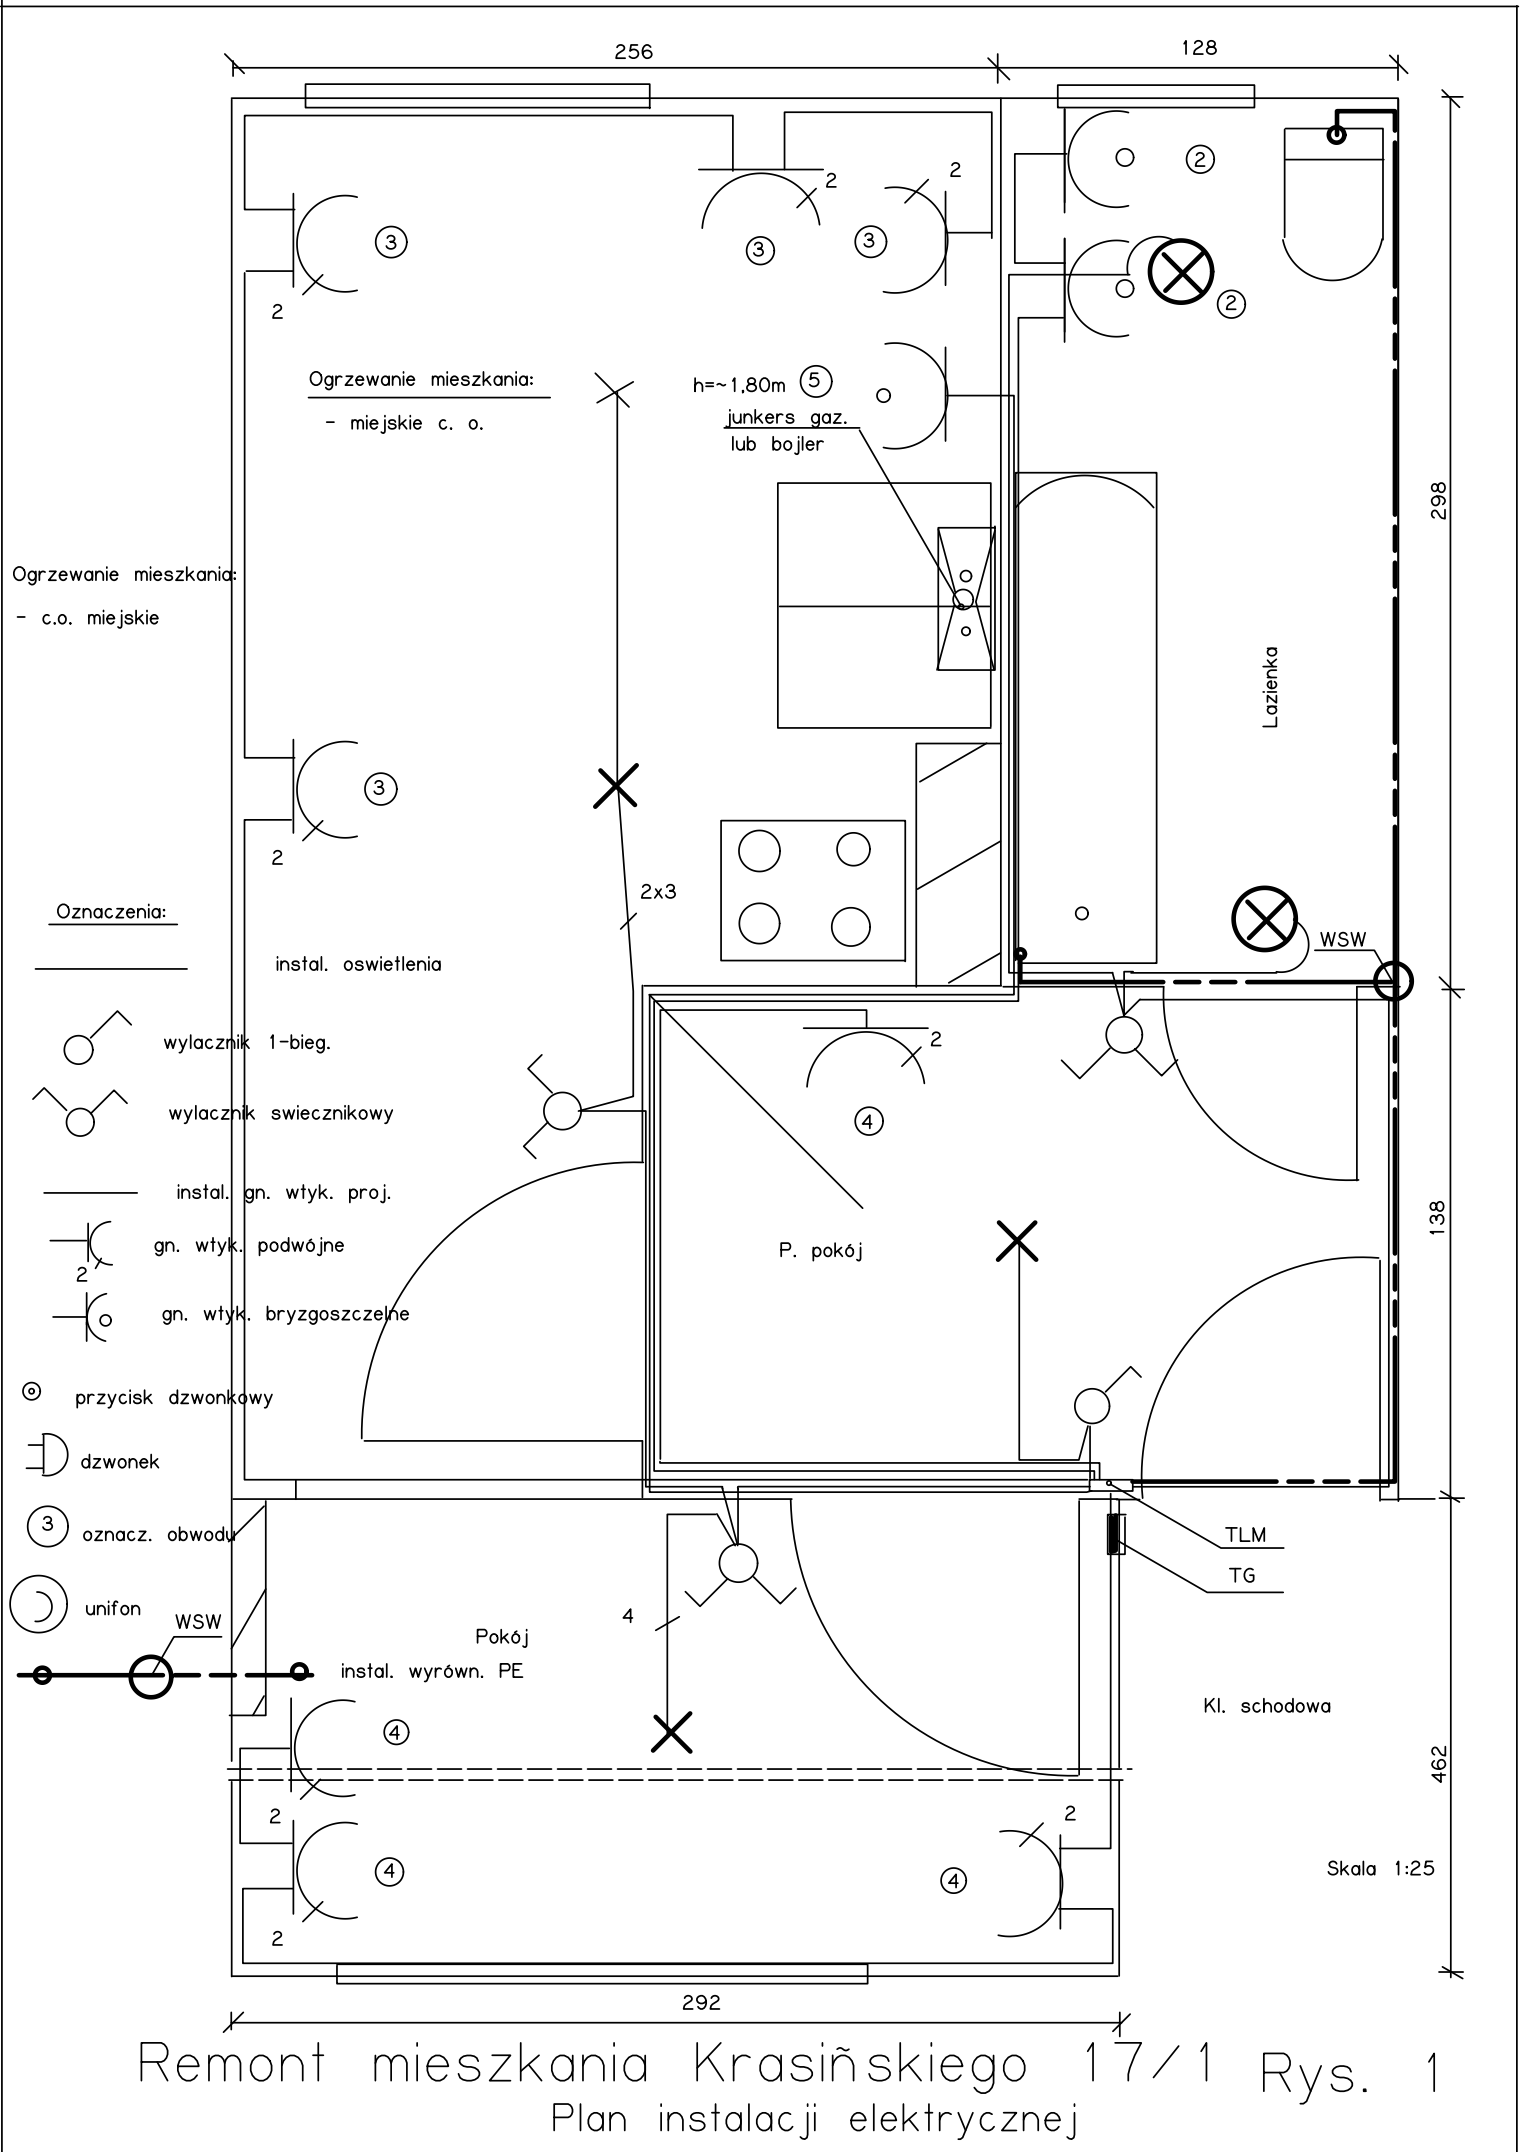 256
128
2
2
3
3
3
2
2
2
Ogrzewanie mieszkania:
- miejskie c. o.
h=~1,80m
5
junkers gaz.
lub bojler
298
Ogrzewanie mieszkania:
- c.o. miejskie
Lazienka
3
2
2x3
Oznaczenia:
WSW
instal. oswietlenia
wylacznik 1-bieg.
2
wylacznik swiecznikowy
4
instal. gn. wtyk. proj.
138
gn. wtyk. podwójne
2
P. pokój
gn. wtyk. bryzgoszczelne
przycisk dzwonkowy
dzwonek
3
oznacz. obwodu
TLM
TG
unifon
WSW
4
Pokój
instal. wyrówn. PE
Kl. schodowa
4
462
2
2
4
4
Skala 1:25
2
292
Remont mieszkania Krasiñskiego 17/1 Rys. 1
Plan instalacji elektrycznej